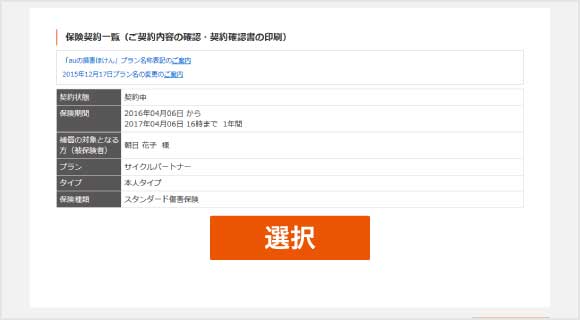 保険契約一覧（ご契約内容の確認・契約確認書の印刷）
「auの損害ほけん」プラン名称表記のご案内
2015年12月17日プラン名の変更のご案内
契約状態 契約中
保険期間 2016年04月06日 から
2017年04月06日 16時まで 1年間
補償の対象となる
方（被保険者） 朝日 花子 様
プラン サイクルパートナー
タイプ 本人タイプ
保険種類 スタンダード傷害保険
選択